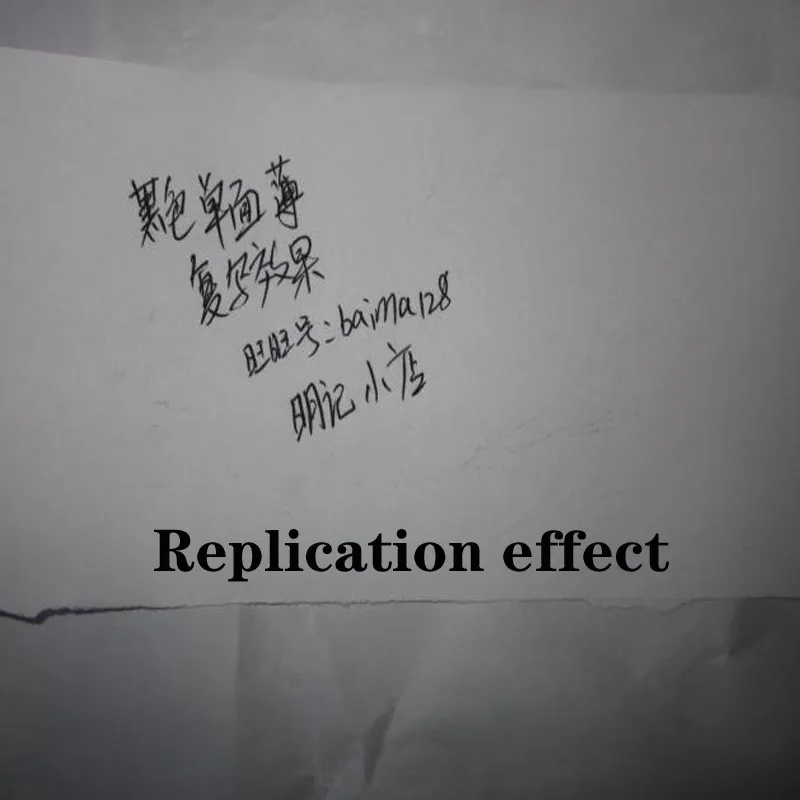 黑色单面薄
复写效果
旺旺号:baima128
明记小店
Replication effect